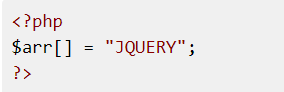 <?php
$arr[] = "JQUERY";
?>